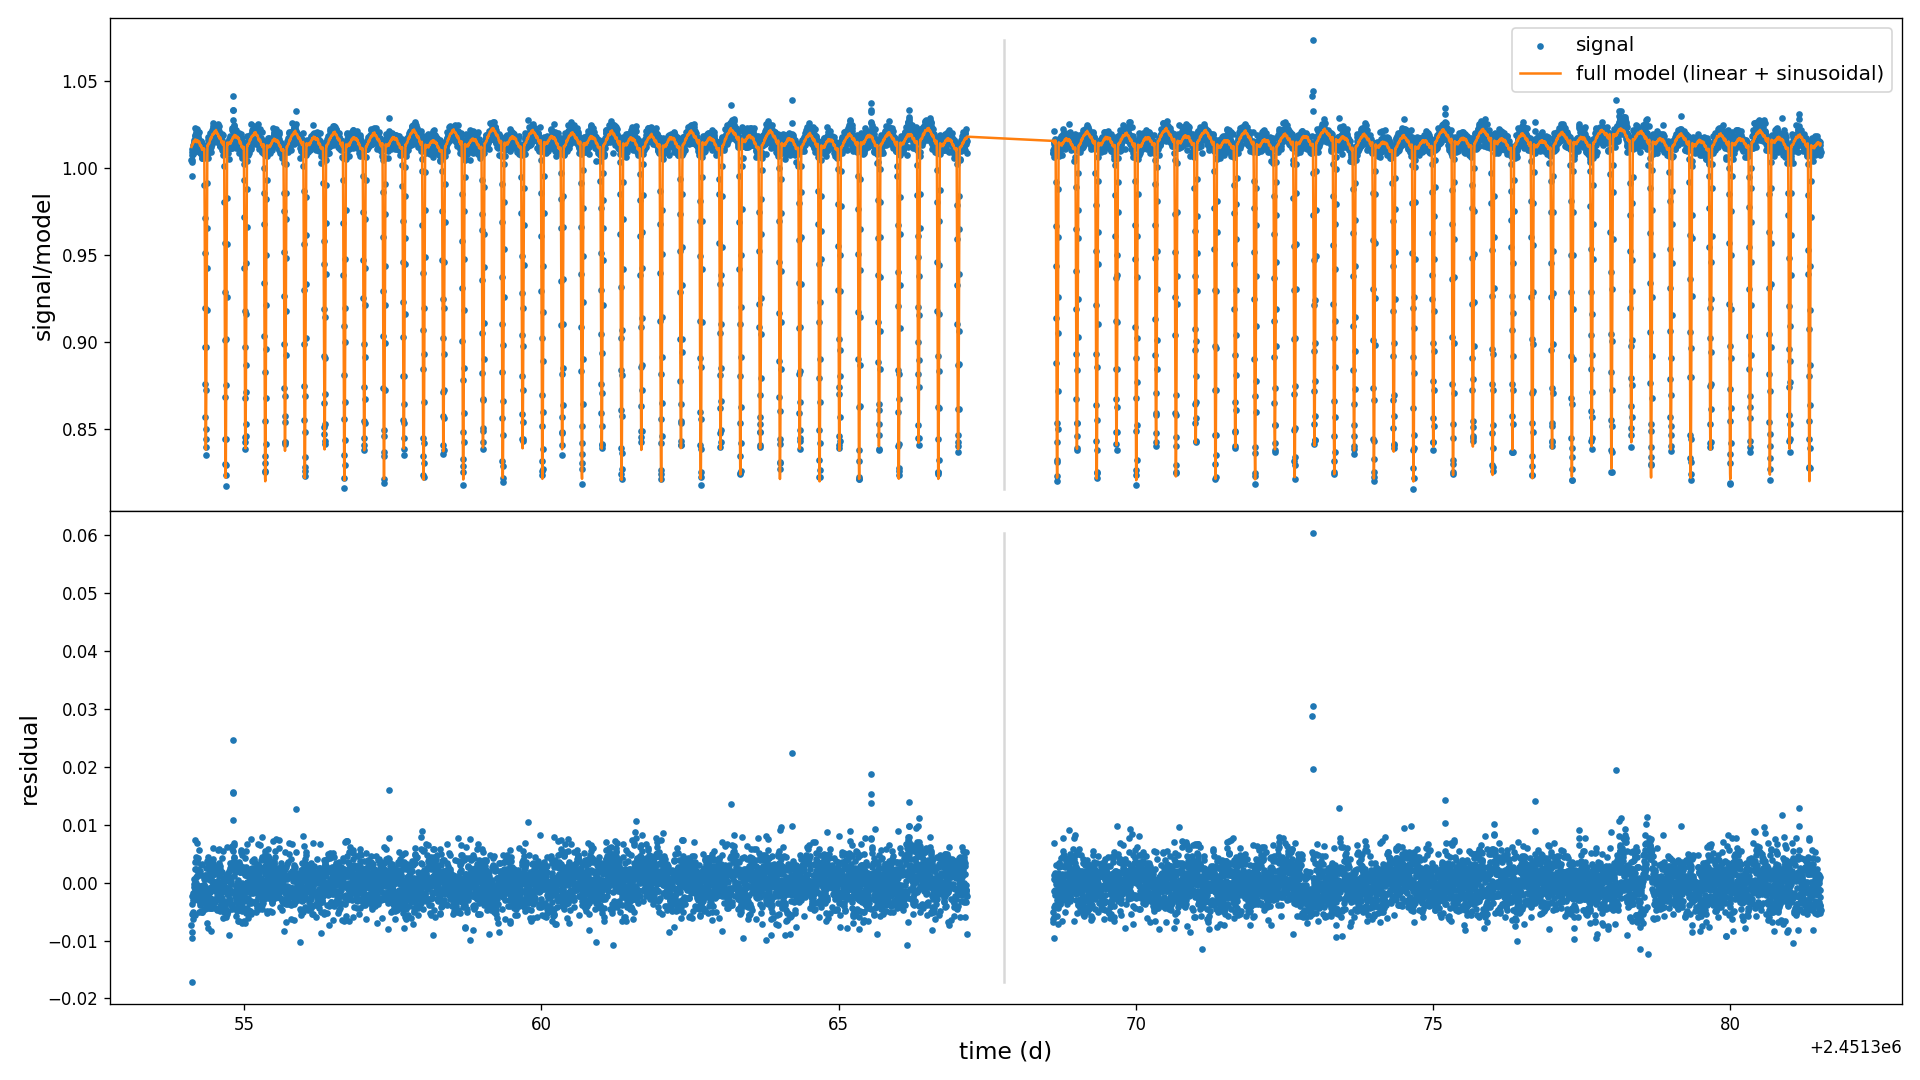 signal
full model (linear + sinusoidal)
signal/model
1.05
1.00
0.95
0.90
0.85
residual
0.06
0.05
0.04
0.03
0.02
0.01
0.00
−0.01
−0.02
55 60 65 70 75 80
time (d)
+2.4513e6